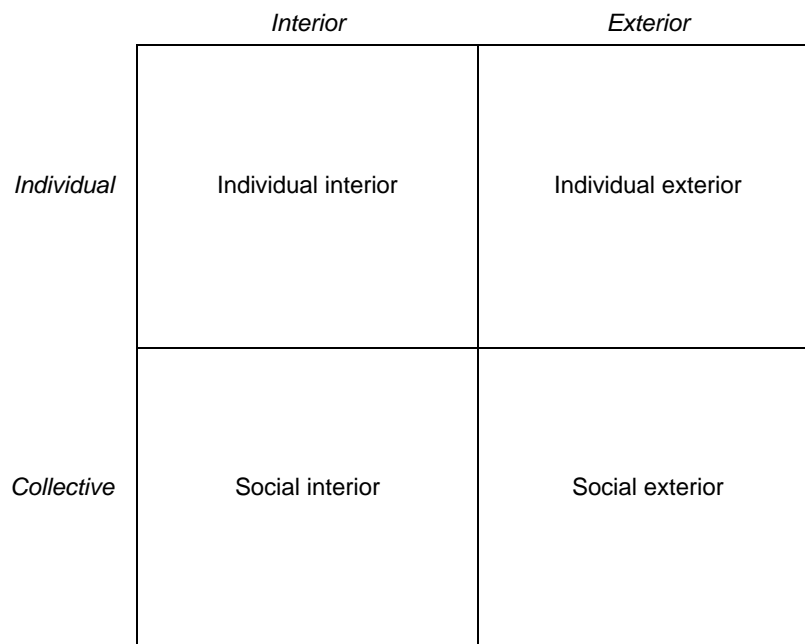 Interior Exterior
Individual Individual interior Individual exterior
Collective Social interior Social exterior